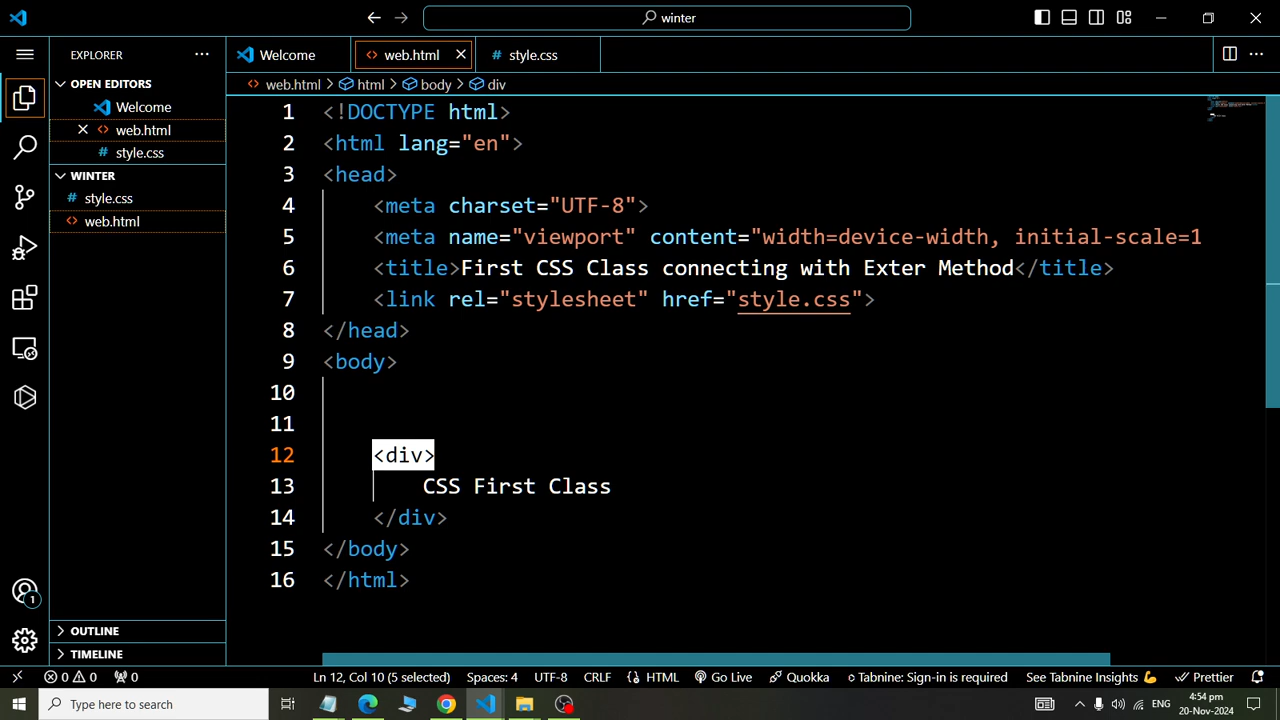 winter
EXPLORER
Welcome
web.html
style.css
OPEN EDITORS
Welcome
web.html
style.css
WINTER
style.css
web.html
OUTLINE
TIMELINE
web.html > html > body > div
1 <!DOCTYPE html>
2 <html lang="en">
3 <head>
4 <meta charset="UTF-8">
5 <meta name="viewport" content="width=device-width, initial-scale=1
6 <title>First CSS Class connecting with Exter Method</title>
7 <link rel="stylesheet" href="style.css">
8 </head>
9 <body>
10
11
12 <div>
13 CSS First Class
14 </div>
15 </body>
16 </html>
1
0 0 0 Ln 12, Col 10 (5 selected) Spaces: 4 UTF-8 CRLF HTML Go Live Quokka Tabnine: Sign-in is required See Tabnine Insights Prettier
Type here to search
ENG
4:54 pm
20-Nov-2024